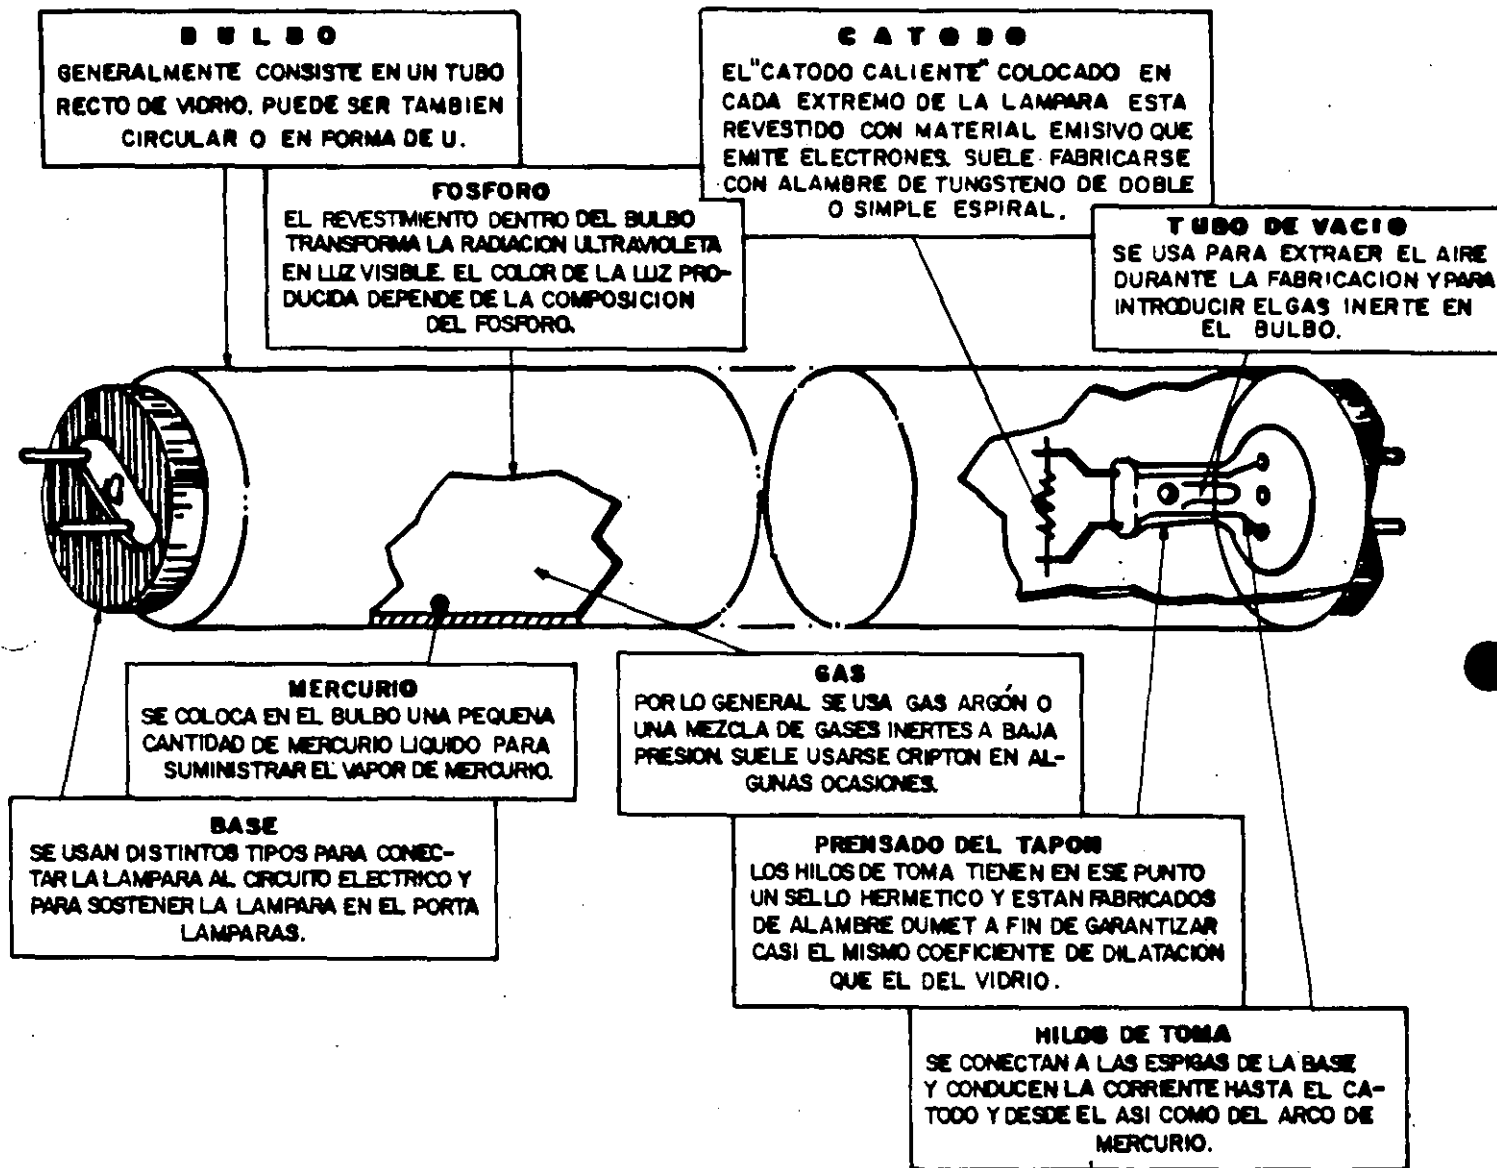 BULBO
GENERALMENTE CONSISTE EN UN TUBO
RECTO DE VIDRIO. PUEDE SER TAMBIEN
CIRCULAR O EN FORMA DE U.
CATODO
EL "CATODO CALIENTE" COLOCADO EN
CADA EXTREMO DE LA LAMPARA ESTA
REVESTIDO CON MATERIAL EMISIVO QUE
EMITE ELECTRONES. SUELE FABRICARSE
CON ALAMBRE DE TUNGSTENO DE DOBLE
O SIMPLE ESPIRAL.
FOSFORO
EL REVESTIMIENTO DENTRO DEL BULBO
TRANSFORMA LA RADIACION ULTRAVIOLETA
EN LUZ VISIBLE. EL COLOR DE LA LUZ PRO-
DUCIDA DEPENDE DE LA COMPOSICION
DEL FOSFORO.
TUBO DE VACIO
SE USA PARA EXTRAER EL AIRE
DURANTE LA FABRICACION Y PARA
INTRODUCIR EL GAS INERTE EN
EL BULBO.
MERCURIO
SE COLOCA EN EL BULBO UNA PEQUENA
CANTIDAD DE MERCURIO LIQUIDO PARA
SUMINISTRAR EL VAPOR DE MERCURIO.
GAS
POR LO GENERAL SE USA GAS ARGÓN O
UNA MEZCLA DE GASES INERTES A BAJA
PRESION. SUELE USARSE CRIPTON EN AL-
GUNAS OCASIONES.
BASE
SE USAN DISTINTOS TIPOS PARA CONEC-
TAR LA LAMPARA AL CIRCUITO ELECTRICO Y
PARA SOSTENER LA LAMPARA EN EL PORTA
LAMPARAS.
PRENSADO DEL TAPON
LOS HILOS DE TOMA TIENEN EN ESE PUNTO
UN SELLO HERMETICO Y ESTAN FABRICADOS
DE ALAMBRE DUMET A FIN DE GARANTIZAR
CASI EL MISMO COEFICIENTE DE DILATACION
QUE EL DEL VIDRIO.
HILOS DE TOMA
SE CONECTAN A LAS ESPIGAS DE LA BASE
Y CONDUCEN LA CORRIENTE HASTA EL CA-
TODO Y DESDE EL ASI COMO DEL ARCO DE
MERCURIO.